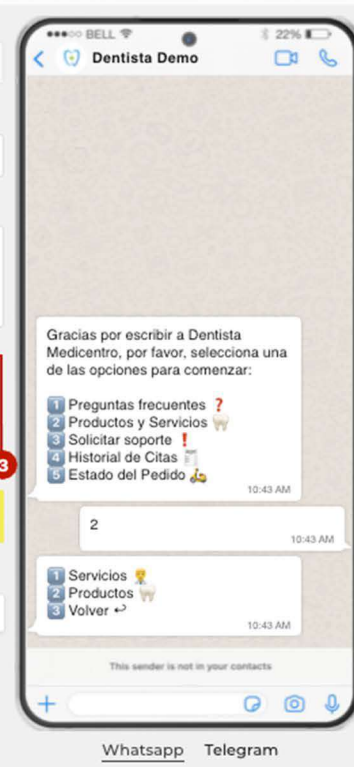 BELL 22%
Dentista Demo
Gracias por escribir a Dentista
Medicentro, por favor, selecciona una
de las opciones para comenzar:
1️⃣ Preguntas frecuentes ❓
2️⃣ Productos y Servicios 🦷
3️⃣ Solicitar soporte ❗
4️⃣ Historial de Citas 🧾
5️⃣ Estado del Pedido 🛵
10:43 AM
2
10:43 AM
1️⃣ Servicios 👨‍⚕️
2️⃣ Productos 🦷
3️⃣ Volver ↩
10:43 AM
This sender is not in your contacts
3
Whatsapp Telegram